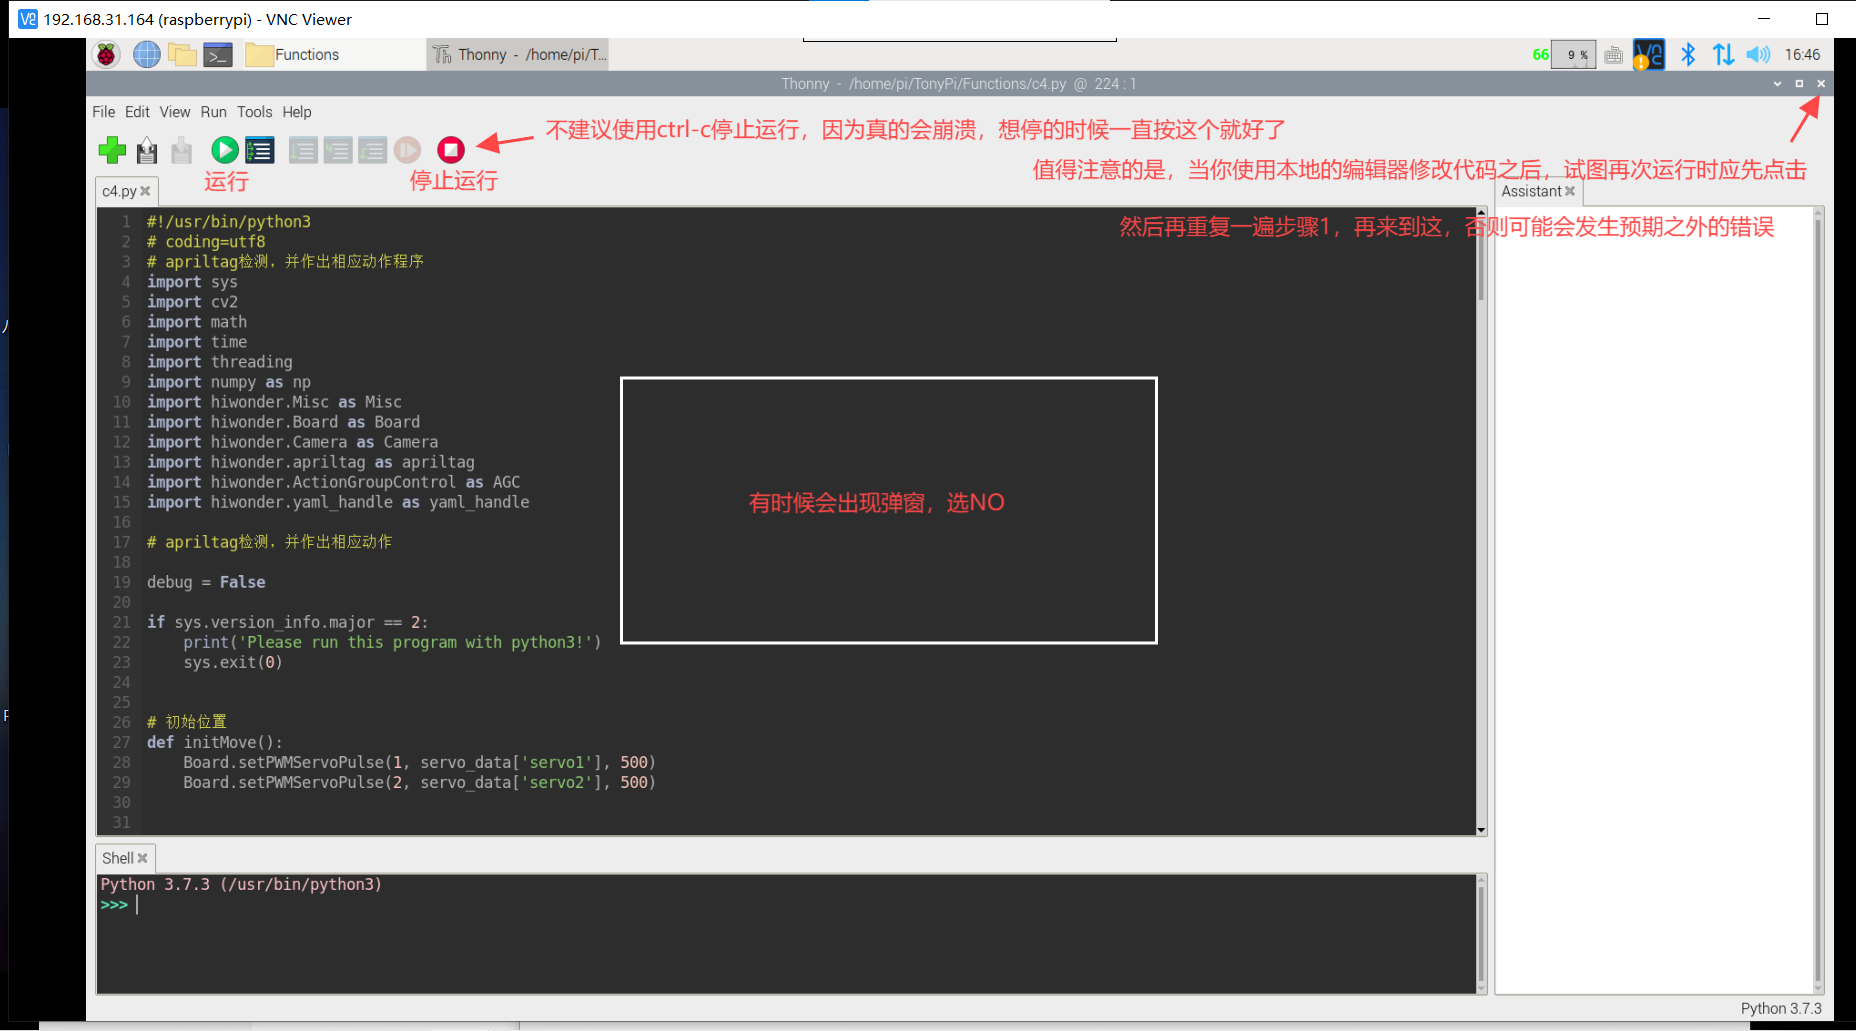 192.168.31.164 (raspberrypi) - VNC Viewer
Functions
Thonny - /home/pi/T...
66
9 %
16:46
Thonny - /home/pi/TonyPi/Functions/c4.py @ 224 : 1
File Edit View Run Tools Help
不建议使用ctrl-c停止运行，因为真的会崩溃，想停的时候一直按这个就好了
值得注意的是，当你使用本地的编辑器修改代码之后，试图再次运行时应先点击
运行
停止运行
c4.py
Assistant
然后再重复一遍步骤1，再来到这，否则可能会发生预期之外的错误
1 #!/usr/bin/python3
2 # coding=utf8
3 # apriltag检测，并作出相应动作程序
4 import sys
5 import cv2
6 import math
7 import time
8 import threading
9 import numpy as np
10 import hiwonder.Misc as Misc
11 import hiwonder.Board as Board
12 import hiwonder.Camera as Camera
13 import hiwonder.apriltag as apriltag
14 import hiwonder.ActionGroupControl as AGC
15 import hiwonder.yaml_handle as yaml_handle
16
17 # apriltag检测，并作出相应动作
18
19 debug = False
20
21 if sys.version_info.major == 2:
22     print('Please run this program with python3!')
23     sys.exit(0)
24
25
26 # 初始位置
27 def initMove():
28     Board.setPWMServoPulse(1, servo_data['servo1'], 500)
29     Board.setPWMServoPulse(2, servo_data['servo2'], 500)
30
31
有时候会出现弹窗，选NO
Shell
Python 3.7.3 (/usr/bin/python3)
>>>
Python 3.7.3